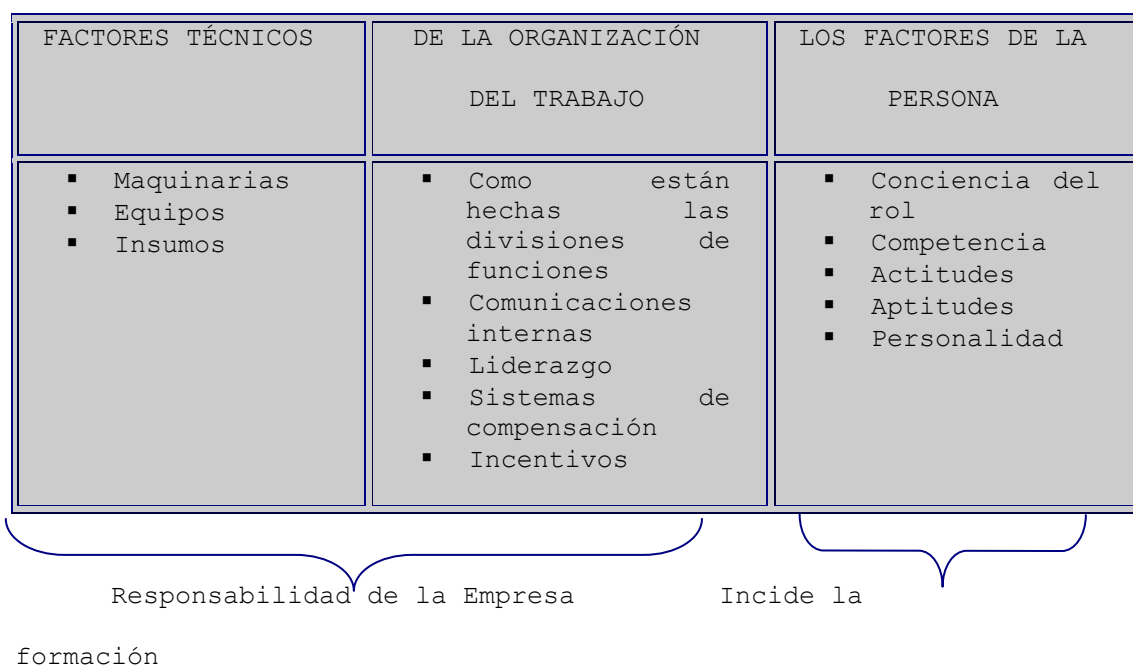 FACTORES TÉCNICOS
DE LA ORGANIZACIÓN
DEL TRABAJO
LOS FACTORES DE LA
PERSONA
▪ Maquinarias
▪ Equipos
▪ Insumos
▪ Como están
hechas las
divisiones de
funciones
▪ Comunicaciones
internas
▪ Liderazgo
▪ Sistemas de
compensación
▪ Incentivos
▪ Conciencia del
rol
▪ Competencia
▪ Actitudes
▪ Aptitudes
▪ Personalidad
Responsabilidad de la Empresa Incide la
formación